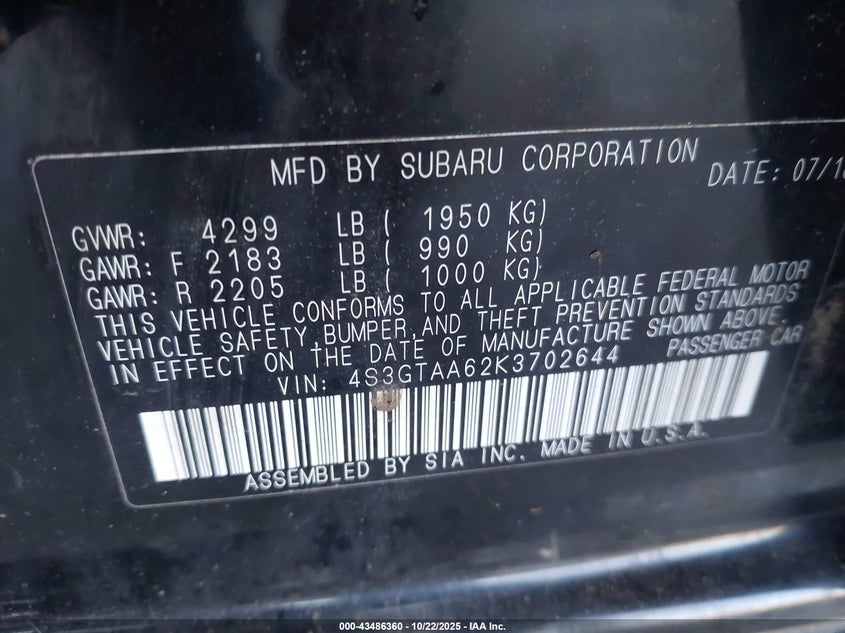 MFD BY SUBARU CORPORATION
DATE: 07/18
GVWR: 4299 LB ( 1950 KG)
GAWR: F 2183 LB ( 990 KG)
GAWR: R 2205 LB ( 1000 KG)
THIS VEHICLE CONFORMS TO ALL APPLICABLE FEDERAL MOTOR
VEHICLE SAFETY, BUMPER, AND THEFT PREVENTION STANDARDS
IN EFFECT ON THE DATE OF MANUFACTURE SHOWN ABOVE.
VIN: 4S3GTAA62K3702644
PASSENGER CAR
ASSEMBLED BY SIA INC. MADE IN U.S.A.
000-43486360 - 10/22/2025 - IAA Inc.